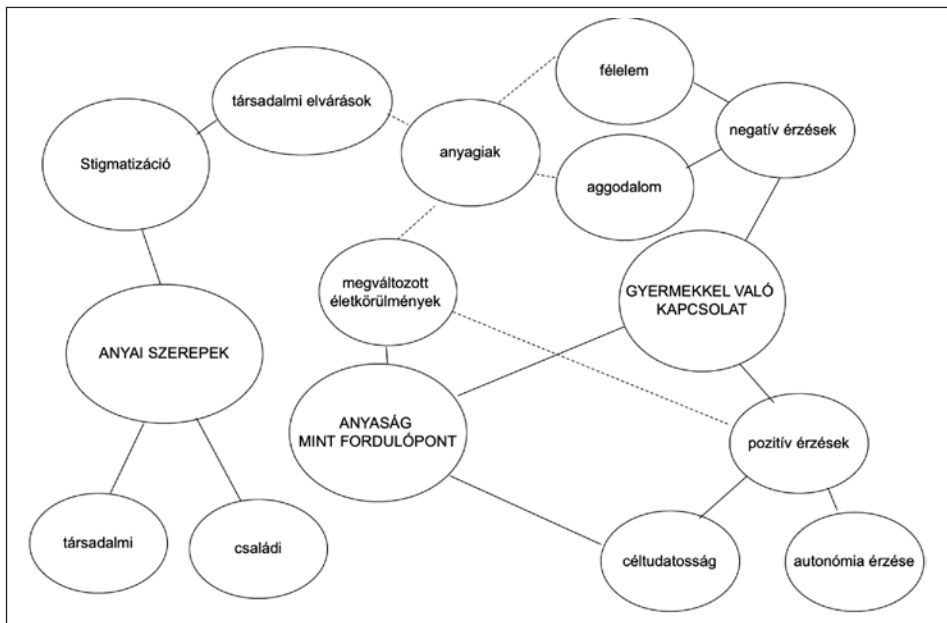 félelem
társadalmi elvárások
negatív érzések
anyagiak
Stigmatizáció
aggodalom
megváltozott
életkörülmények
GYERMEKKEL VALÓ
KAPCSOLAT
ANYAI SZEREPEK
ANYASÁG
MINT FORDULÓPONT
pozitív érzések
társadalmi
családi
céltudatosság
autonómia érzése